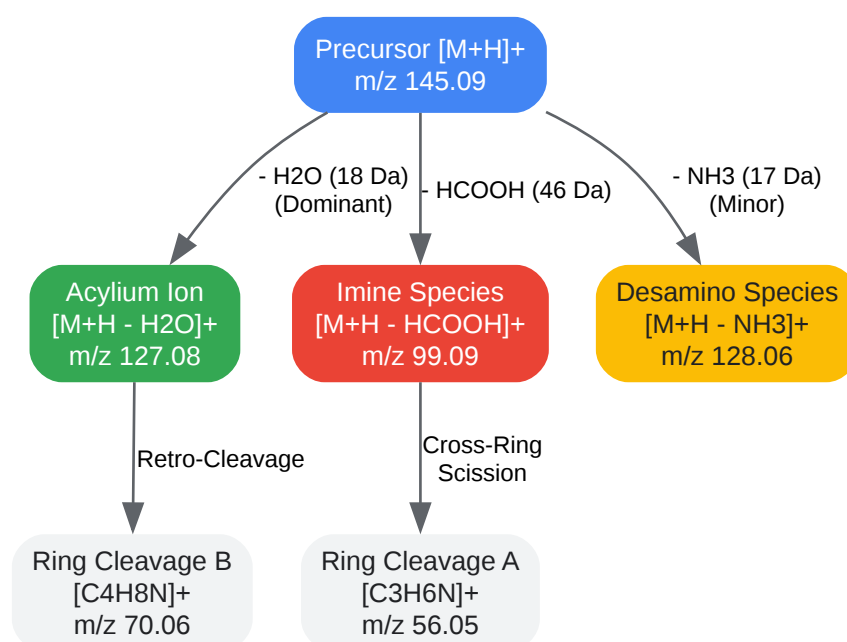 Precursor [M+H]+
m/z 145.09
- H2O (18 Da)
(Dominant)
- HCOOH (46 Da)
- NH3 (17 Da)
(Minor)
Acylium Ion
[M+H - H2O]+
m/z 127.08
Imine Species
[M+H - HCOOH]+
m/z 99.09
Desamino Species
[M+H - NH3]+
m/z 128.06
Retro-Cleavage
Cross-Ring
Scission
Ring Cleavage B
[C4H8N]+
m/z 70.06
Ring Cleavage A
[C3H6N]+
m/z 56.05